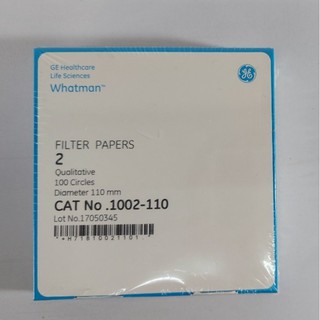 GE Healthcare
Life Sciences
Whatman™
FILTER PAPERS
2
Qualitative
100 Circles
Diameter 110 mm
CAT No .1002-110
Lot No.17050345